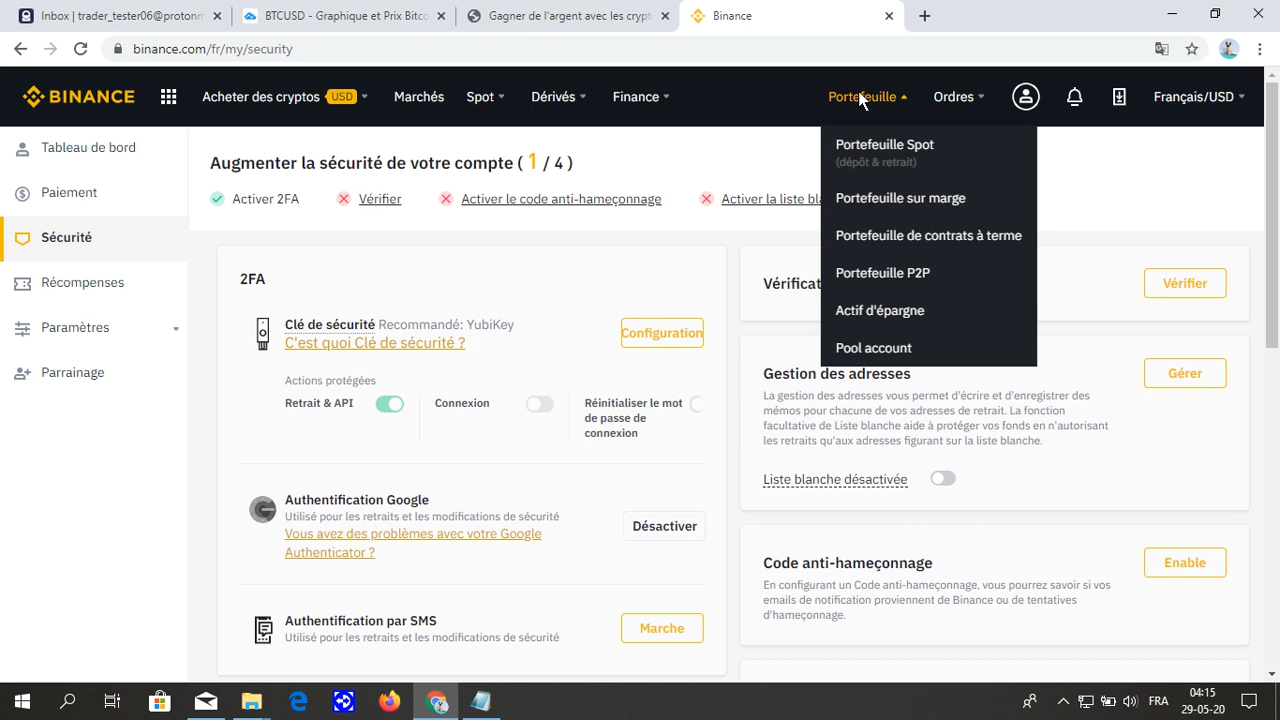 Inbox | trader_tester06@protonm
BTCUSD - Graphique et Prix Bitcc
Gagner de l'argent avec les crypt
Binance
binance.com/fr/my/security
BINANCE
Acheter des cryptos USD
Marchés
Spot
Dérivés
Finance
Portefeuille
Ordres
Français/USD
Tableau de bord
Paiement
Sécurité
Récompenses
Paramètres
Parrainage
Augmenter la sécurité de votre compte ( 1 / 4 )
Activer 2FA
Vérifier
Activer le code anti-hameçonnage
Activer la liste bl
Portefeuille Spot
(dépôt & retrait)
Portefeuille sur marge
Portefeuille de contrats à terme
Portefeuille P2P
Actif d'épargne
Pool account
2FA
Clé de sécurité Recommandé: YubiKey
C'est quoi Clé de sécurité ?
Configuration
Actions protégées
Retrait & API
Connexion
Réinitialiser le mot
de passe de
connexion
Authentification Google
Utilisé pour les retraits et les modifications de sécurité
Vous avez des problèmes avec votre Google
Authenticator ?
Désactiver
Authentification par SMS
Utilisé pour les retraits et les modifications de sécurité
Marche
Vérificat
Vérifier
Gestion des adresses
La gestion des adresses vous permet d'écrire et d'enregistrer des
mémos pour chacune de vos adresses de retrait. La fonction
facultative de Liste blanche aide à protéger vos fonds en n'autorisant
les retraits qu'aux adresses figurant sur la liste blanche.
Gérer
Liste blanche désactivée
Code anti-hameçonnage
En configurant un Code anti-hameçonnage, vous pourrez savoir si vos
emails de notification proviennent de Binance ou de tentatives
d'hameçonnage.
Enable
FRA
04:15
29-05-20